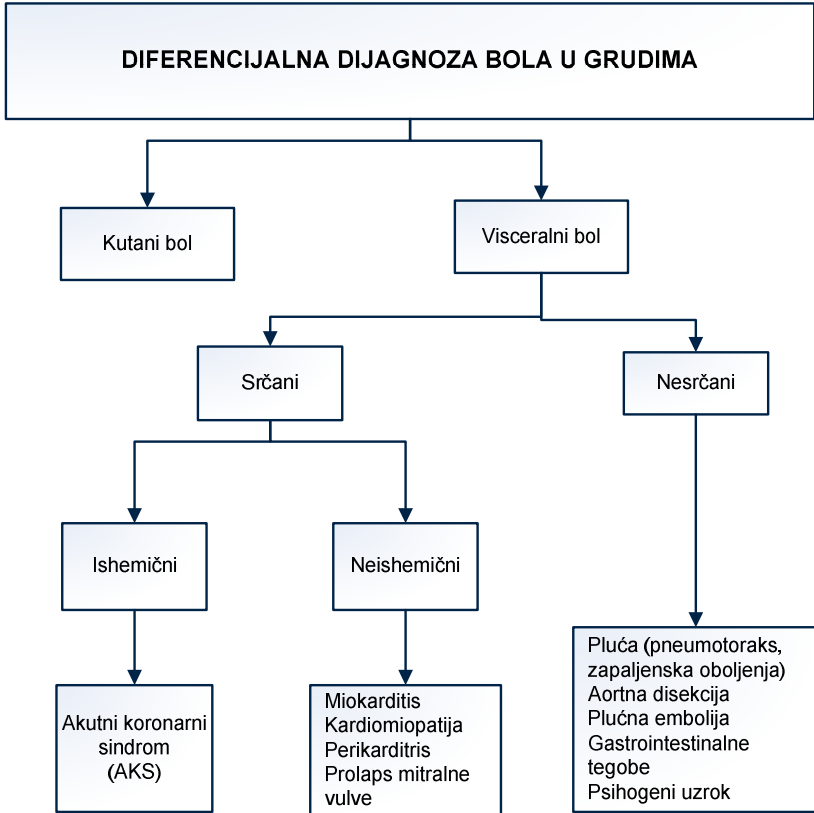 DIFERENCIJALNA DIJAGNOZA BOLA U GRUDIMA
Kutani bol
Visceralni bol
Srčani
Nesrčani
Ishemični
Neishemični
Akutni koronarni
sindrom
(AKS)
Miokarditis
Kardiomiopatija
Perikarditris
Prolaps mitralne
vulve
Pluća (pneumotoraks,
zapaljenska oboljenja)
Aortna disekcija
Plućna embolija
Gastrointestinalne
tegobe
Psihogeni uzrok